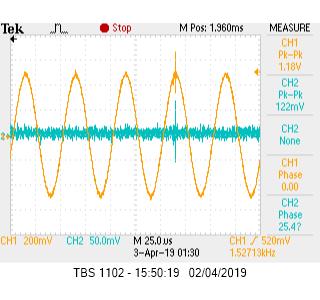 Tek Stop M Pos: 1.960ms MEASURE
CH1
Pk-Pk
1.18V
CH2
Pk-Pk
122mV
CH2
None
CH1
Phase
0.00
CH2
Phase
25.4?
2
CH1 200mV CH2 50.0mV M 25.0us CH1 / 520mV
3-Apr-19 01:30 1.52713kHz
TBS 1102 - 15:50:19 02/04/2019